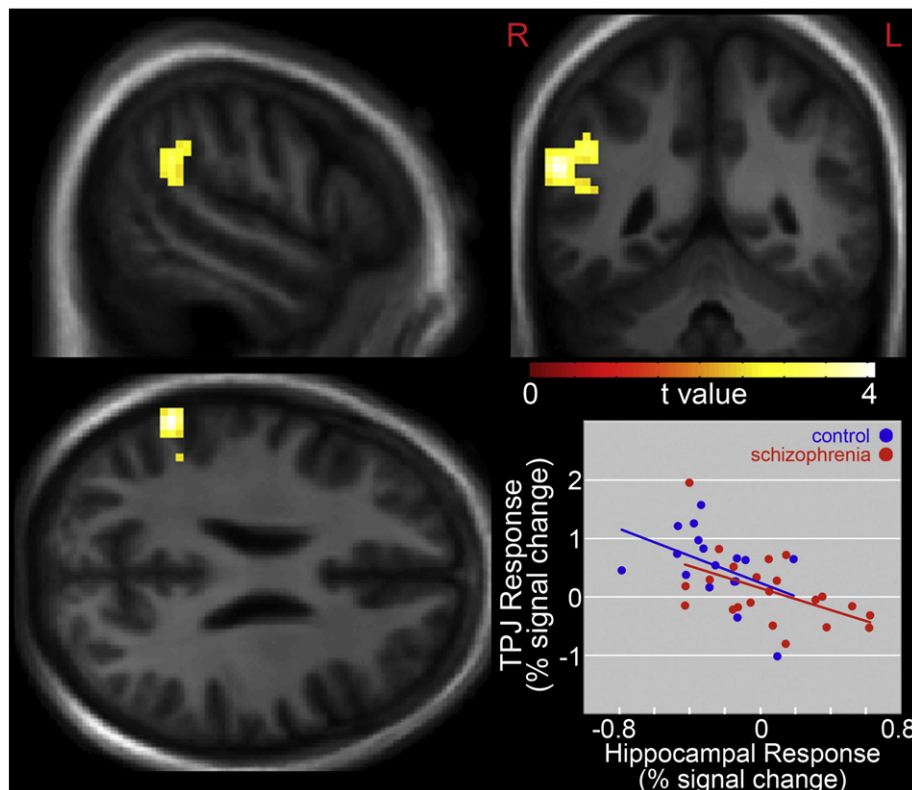 R L
0 t value 4
control
schizophrenia
TPJ Response
(% signal change)
2
1
0
-1
-0.8 0 0.8
Hippocampal Response
(% signal change)